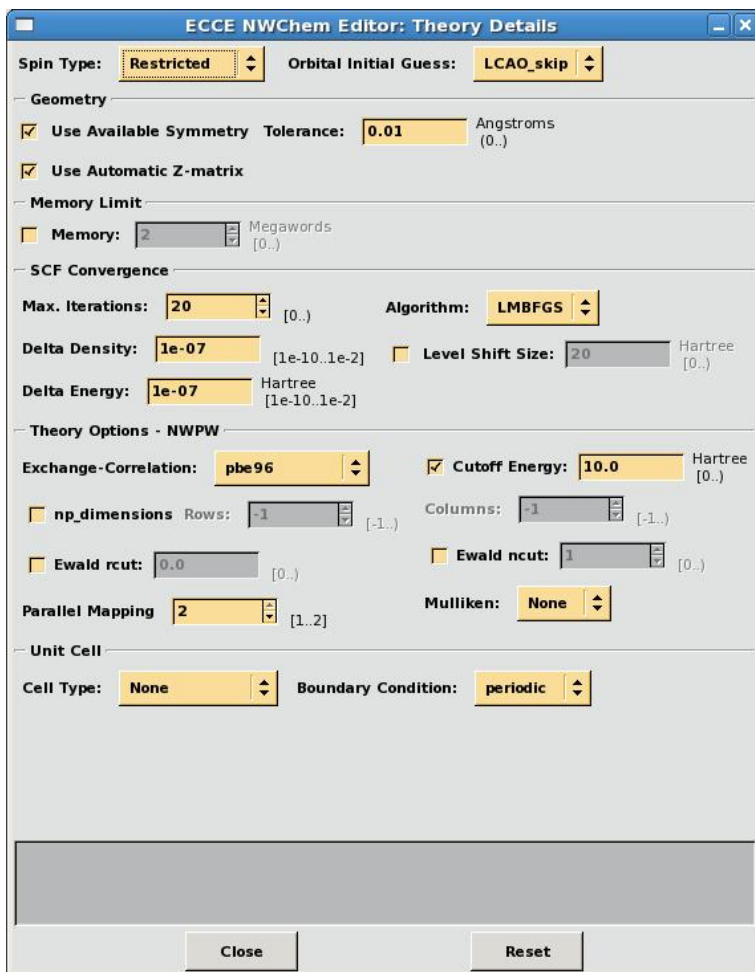 ECCE NWChem Editor: Theory Details
Spin Type: Restricted Orbital Initial Guess: LCAO_skip
Geometry
Use Available Symmetry Tolerance: 0.01 Angstroms
(0..)
Use Automatic Z-matrix
Memory Limit
Memory: 2 Megawords
[0..)
SCF Convergence
Max. Iterations: 20 [0..) Algorithm: LMBFGS
Delta Density: 1e-07 [1e-10..1e-2] Level Shift Size: 20 Hartree
[0..)
Delta Energy: 1e-07 Hartree
[1e-10..1e-2]
Theory Options - NWPW
Exchange-Correlation: pbe96 Cutoff Energy: 10.0 Hartree
[0..)
np_dimensions Rows: -1 [-1..) Columns: -1 [-1..)
Ewald rcut: 0.0 [0..) Ewald ncut: 1 [0..)
Parallel Mapping 2 [1..2] Mulliken: None
Unit Cell
Cell Type: None Boundary Condition: periodic
Close Reset